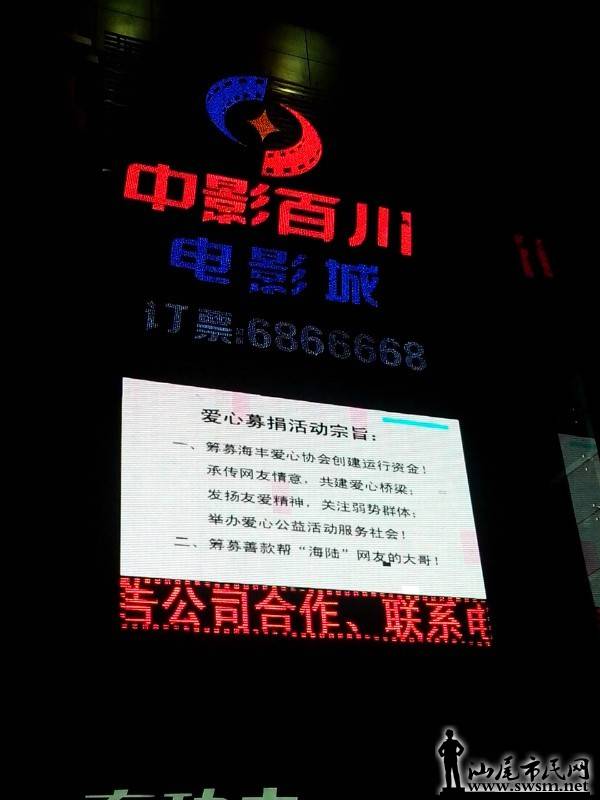 中影百川
电影城
订票:6866668
爱心募捐活动宗旨:
一、筹募海丰爱心协会创建运行资金!
承传网友情意,共建爱心桥梁;
发扬友爱精神,关注弱势群体;
举办爱心公益活动服务社会!
二、筹募善款帮“海陆”网友的大哥!
告公司合作、联系电
汕尾市民网
www.swsm.net